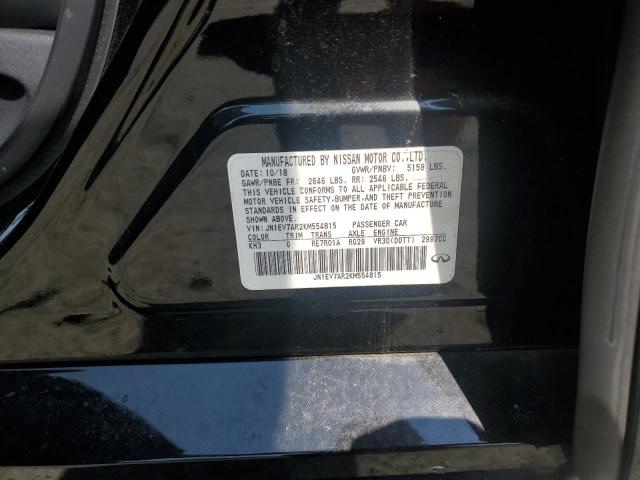 MANUFACTURED BY NISSAN MOTOR CO.,LTD.
DATE: 10/18 GVWR/PNBV: 5159 LBS.
GAWR/PNBE FR: 2646 LBS. RR: 2546 LBS.
THIS VEHICLE CONFORMS TO ALL APPLICABLE FEDERAL
MOTOR VEHICLE SAFETY,BUMPER,AND THEFT PREVENTION
STANDARDS IN EFFECT ON THE DATE OF MANUFACTURE
SHOWN ABOVE.
VIN: JN1EV7AR2KM554815 PASSENGER CAR
COLOR TRIM TRANS AXLE ENGINE
KH3 G RE7R01A RG29 VR30(DDTT) 2997CC
JN1EV7AR2KM554815